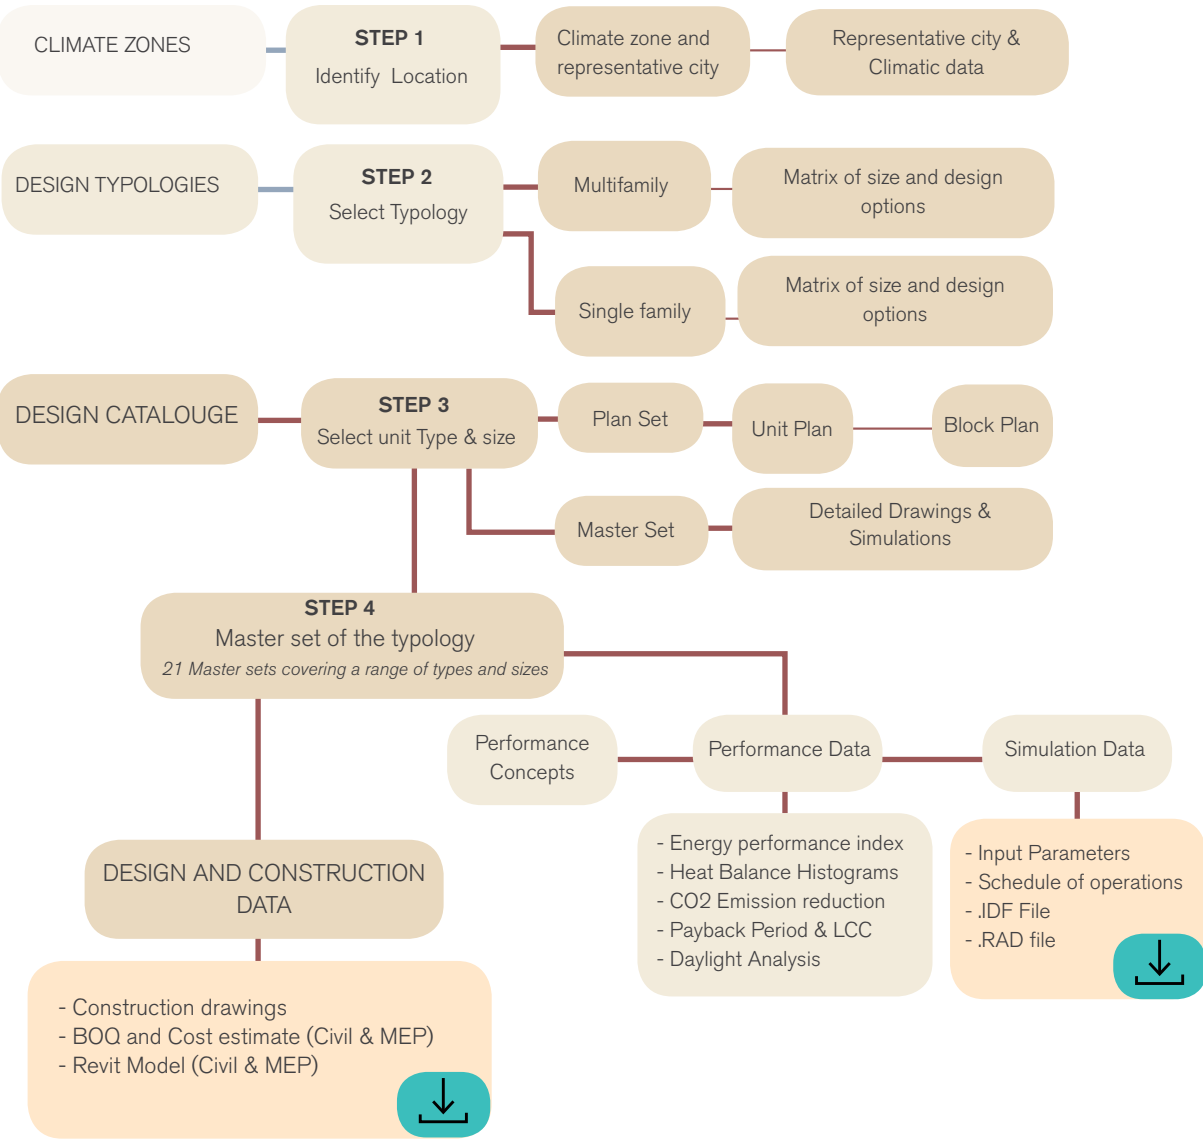 CLIMATE ZONES
STEP 1
Identify Location
Climate zone and
representative city
Representative city &
Climatic data
DESIGN TYPOLOGIES
STEP 2
Select Typology
Multifamily
Matrix of size and design
options
Single family
Matrix of size and design
options
DESIGN CATALOUGE
STEP 3
Select unit Type & size
Plan Set
Unit Plan
Block Plan
Master Set
Detailed Drawings &
Simulations
STEP 4
Master set of the typology
21 Master sets covering a range of types and sizes
Performance
Concepts
Performance Data
Simulation Data
- Energy performance index
- Heat Balance Histograms
- CO2 Emission reduction
- Payback Period & LCC
- Daylight Analysis
- Input Parameters
- Schedule of operations
- .IDF File
- .RAD file
DESIGN AND CONSTRUCTION
DATA
- Construction drawings
- BOQ and Cost estimate (Civil & MEP)
- Revit Model (Civil & MEP)